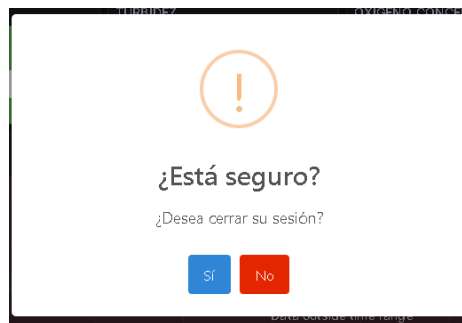 TURBIDEZ OXIGENO CONCE
!
¿Está seguro?
¿Desea cerrar su sesión?
Sí No
Data outside time range